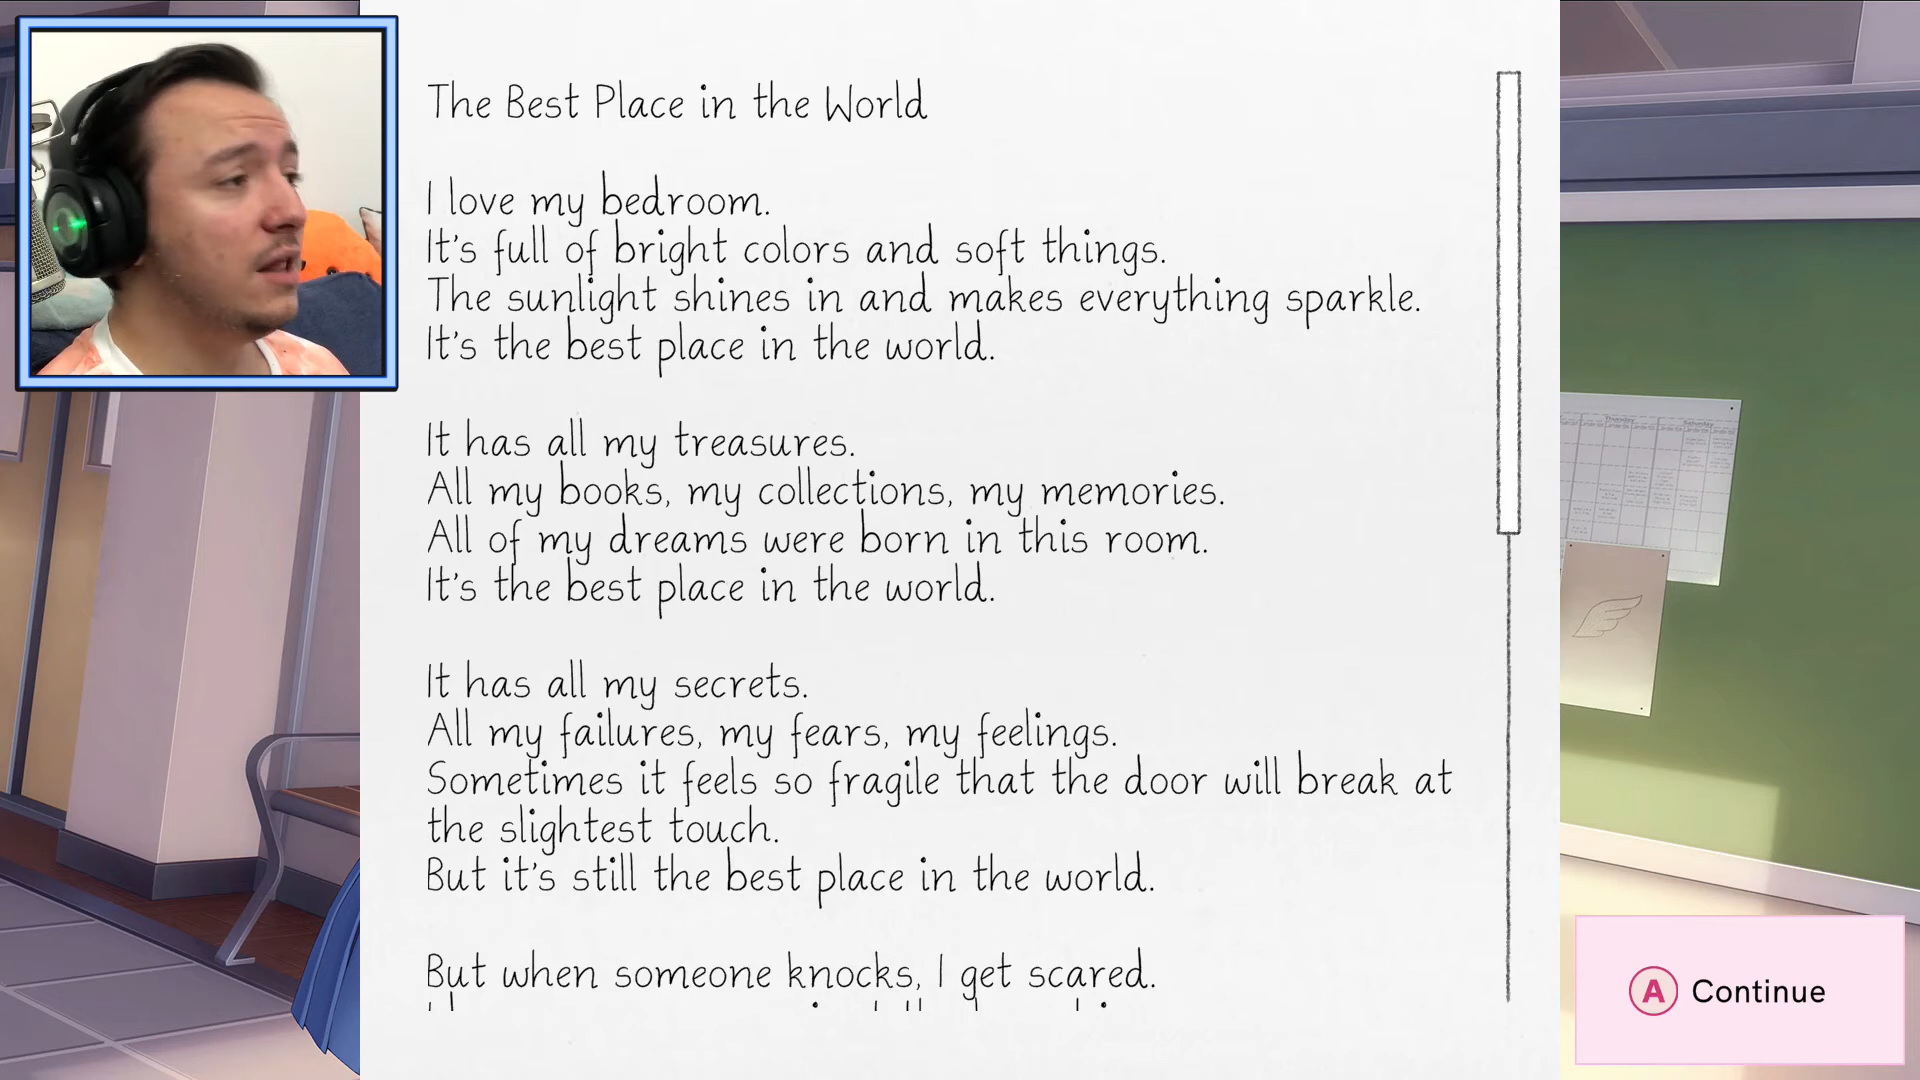 The Best Place in the World
I love my bedroom.
It's full of bright colors and soft things.
The sunlight shines in and makes everything sparkle.
It's the best place in the world.
It has all my treasures.
All my books, my collections, my memories.
All of my dreams were born in this room.
It's the best place in the world.
It has all my secrets.
All my failures, my fears, my feelings.
Sometimes it feels so fragile that the door will break at
the slightest touch.
But it's still the best place in the world.
But when someone knocks, I get scared.
A Continue